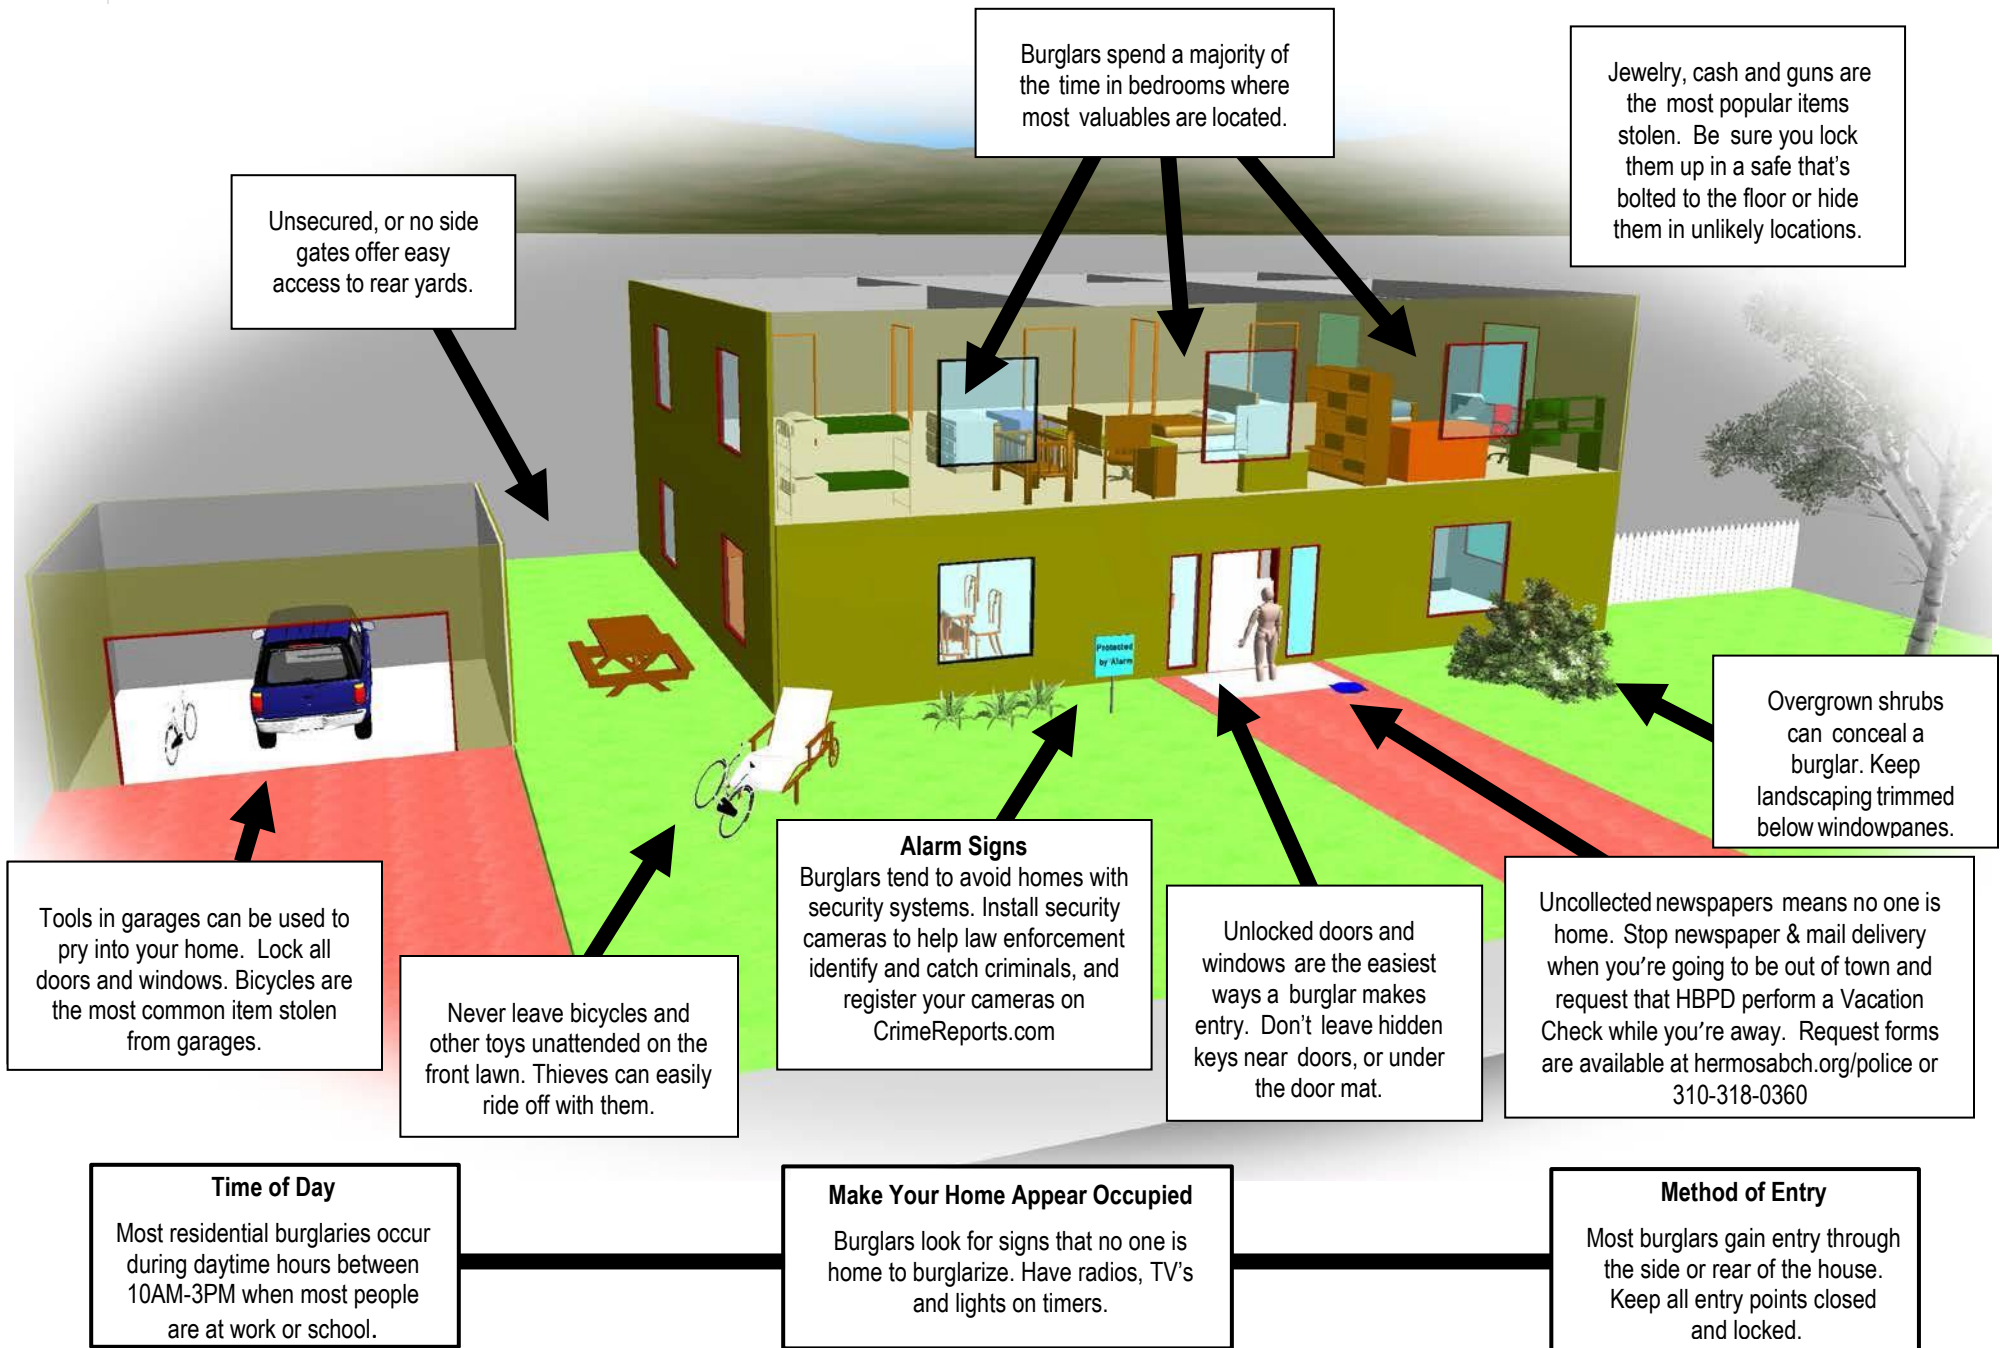 Burglars spend a majority of
the time in bedrooms where
most valuables are located.
Jewelry, cash and guns are
the most popular items
stolen. Be sure you lock
them up in a safe that's
bolted to the floor or hide
them in unlikely locations.
Unsecured, or no side
gates offer easy
access to rear yards.
Protected
by Alarm
Overgrown shrubs
can conceal a
burglar. Keep
landscaping trimmed
below windowpanes.
Tools in garages can be used to
pry into your home. Lock all
doors and windows. Bicycles are
the most common item stolen
from garages.
Never leave bicycles and
other toys unattended on the
front lawn. Thieves can easily
ride off with them.
Alarm Signs
Burglars tend to avoid homes with
security systems. Install security
cameras to help law enforcement
identify and catch criminals, and
register your cameras on
CrimeReports.com
Unlocked doors and
windows are the easiest
ways a burglar makes
entry. Don't leave hidden
keys near doors, or under
the door mat.
Uncollected newspapers means no one is
home. Stop newspaper & mail delivery
when you're going to be out of town and
request that HBPD perform a Vacation
Check while you're away. Request forms
are available at hermosabch.org/police or
310-318-0360
Time of Day
Most residential burglaries occur
during daytime hours between
10AM-3PM when most people
are at work or school.
Make Your Home Appear Occupied
Burglars look for signs that no one is
home to burglarize. Have radios, TV's
and lights on timers.
Method of Entry
Most burglars gain entry through
the side or rear of the house.
Keep all entry points closed
and locked.